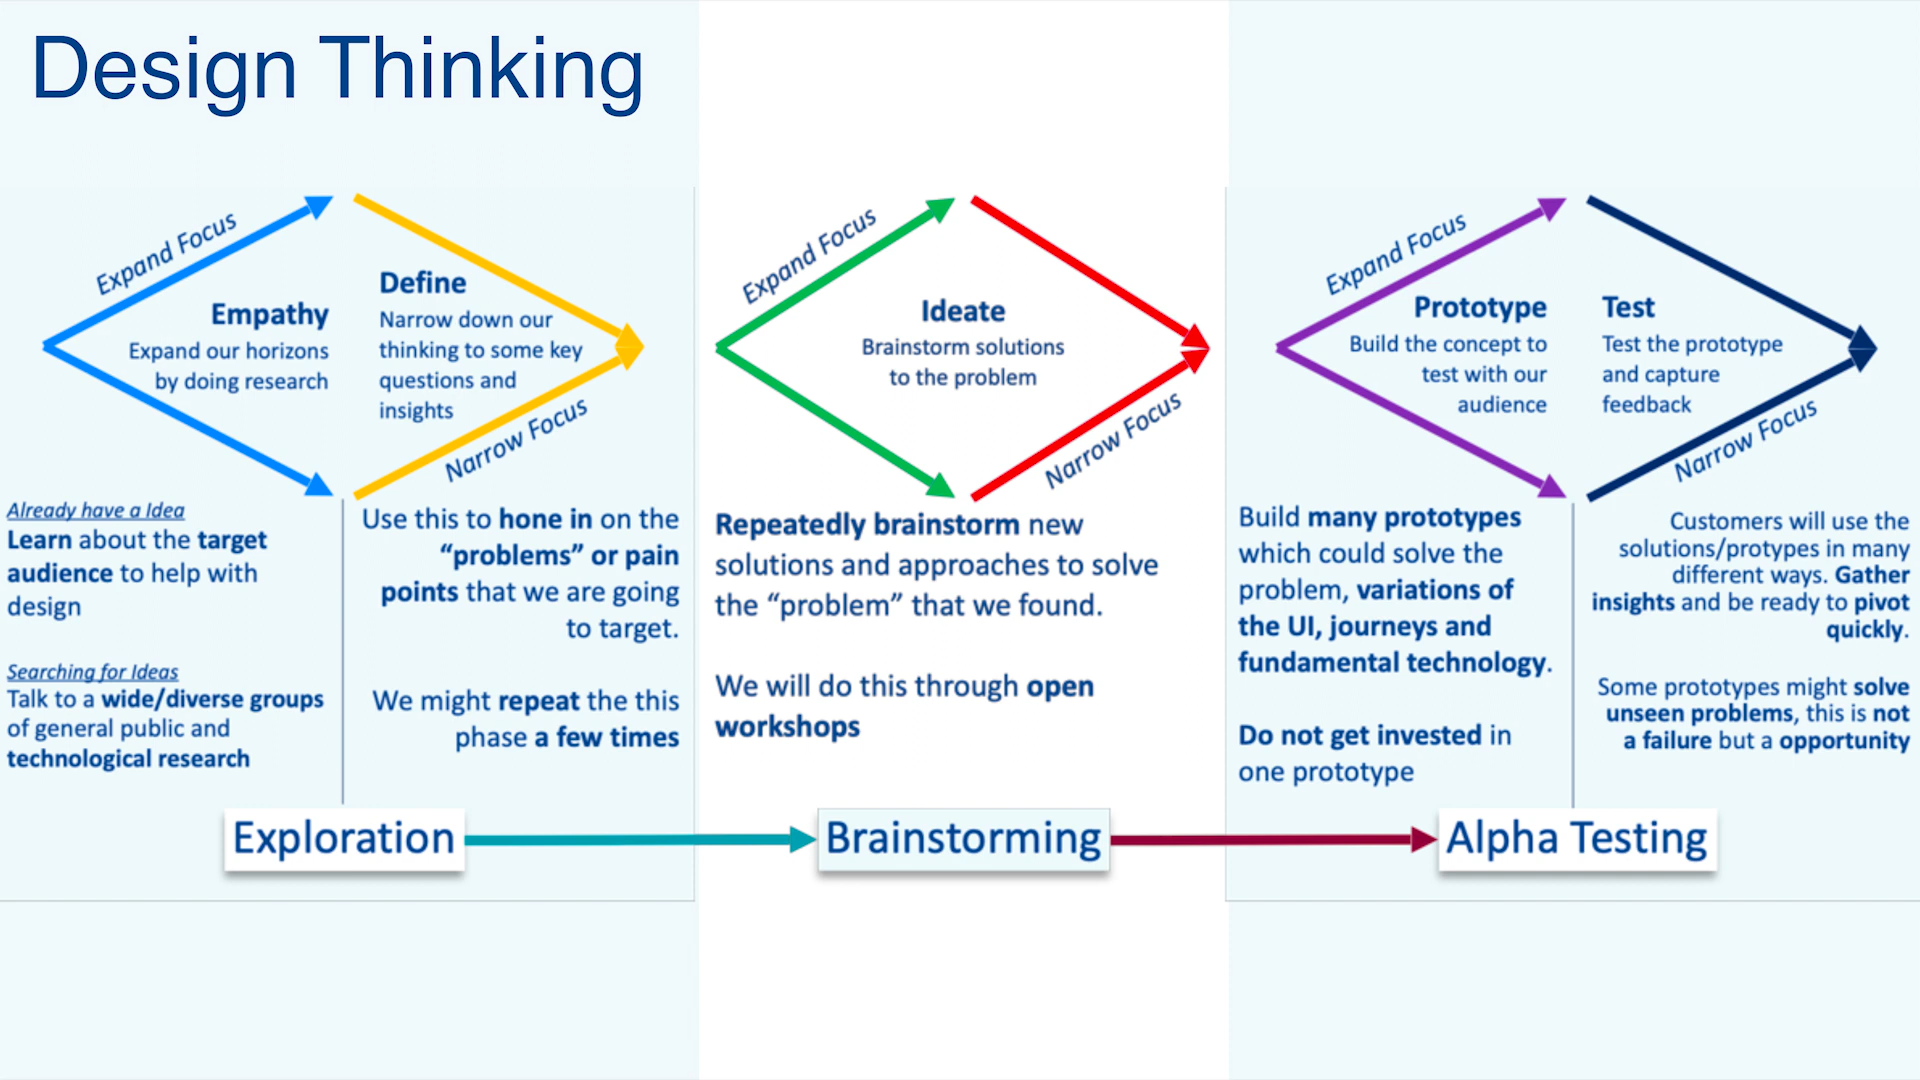 Design Thinking
Expand Focus
Empathy
Expand our horizons
by doing research
Define
Narrow down our
thinking to some key
questions and
insights
Narrow Focus
Already have a Idea
Learn about the target
audience to help with
design
Searching for Ideas
Talk to a wide/diverse groups
of general public and
technological research
Use this to hone in on the
“problems” or pain
points that we are going
to target.
We might repeat the this
phase a few times
Exploration
Expand Focus
Ideate
Brainstorm solutions
to the problem
Narrow Focus
Repeatedly brainstorm new
solutions and approaches to solve
the “problem” that we found.
We will do this through open
workshops
Brainstorming
Expand Focus
Prototype
Build the concept to
test with our
audience
Test
Test the prototype
and capture
feedback
Narrow Focus
Build many prototypes
which could solve the
problem, variations of
the UI, journeys and
fundamental technology.
Do not get invested in
one prototype
Customers will use the
solutions/protypes in many
different ways. Gather
insights and be ready to pivot
quickly.
Some prototypes might solve
unseen problems, this is not
a failure but a opportunity
Alpha Testing